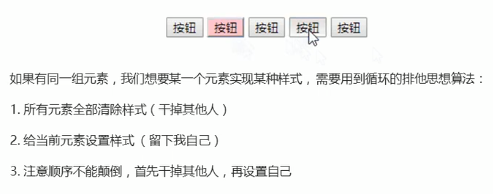 按钮 按钮 按钮 按钮 按钮
如果有同一组元素，我们想要某一个元素实现某种样式，需要用到循环的排他思想算法：
1. 所有元素全部清除样式（干掉其他人）
2. 给当前元素设置样式 （留下我自己）
3. 注意顺序不能颠倒，首先干掉其他人，再设置自己